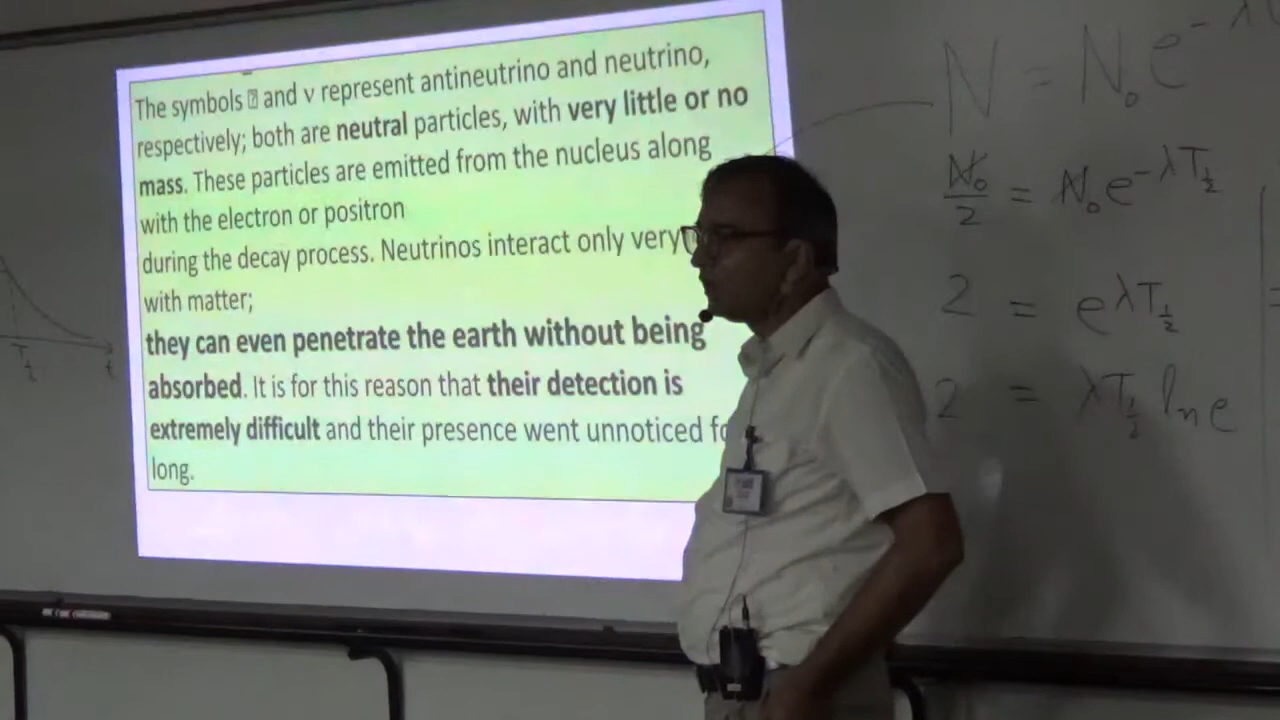 The symbols  and ν represent antineutrino and neutrino,
respectively; both are neutral particles, with very little or no
mass. These particles are emitted from the nucleus along
with the electron or positron
during the decay process. Neutrinos interact only very
with matter;
they can even penetrate the earth without being
absorbed. It is for this reason that their detection is
extremely difficult and their presence went unnoticed
long.
N = N₀e^-λ
N₀/2 = N₀e^-λT½
2 = e^λT½
2 = λT½ ln e
T½
t